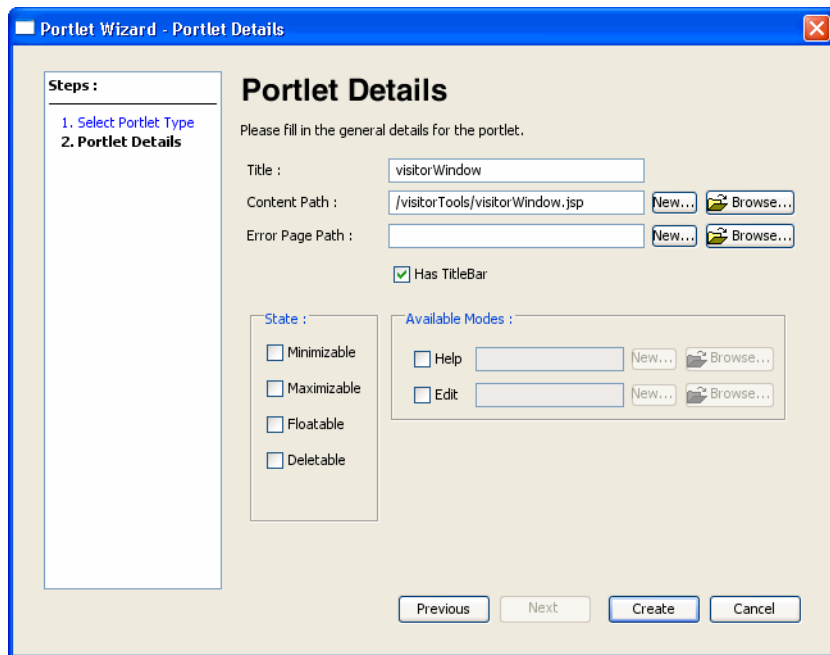 Portlet Wizard - Portlet Details
Steps :
1. Select Portlet Type
2. Portlet Details
Portlet Details
Please fill in the general details for the portlet.
Title : visitorWindow
Content Path : /visitorTools/visitorWindow.jsp New... Browse...
Error Page Path : New... Browse...
Has TitleBar
State : Available Modes :
Minimizable Help New... Browse...
Maximizable Edit New... Browse...
Floatable
Deletable
Previous Next Create Cancel